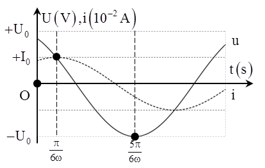 U(V), i(10⁻² A)
+U₀
u
+I₀
t(s)
O
i
−U₀
π/6ω
5π/6ω